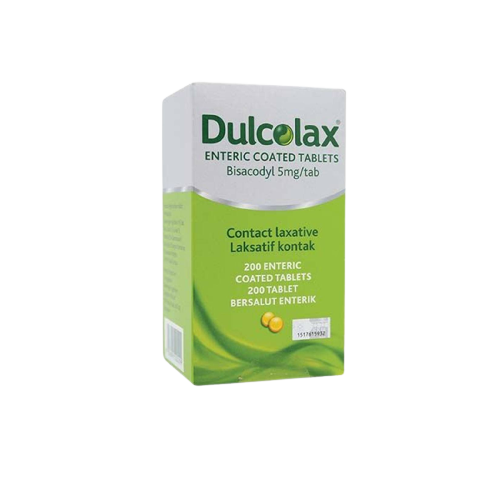 Dulcolax®
ENTERIC COATED TABLETS
Bisacodyl 5mg/tab
Contact laxative
Laksatif kontak
200 ENTERIC
COATED TABLETS
200 TABLET
BERSALUT ENTERIK